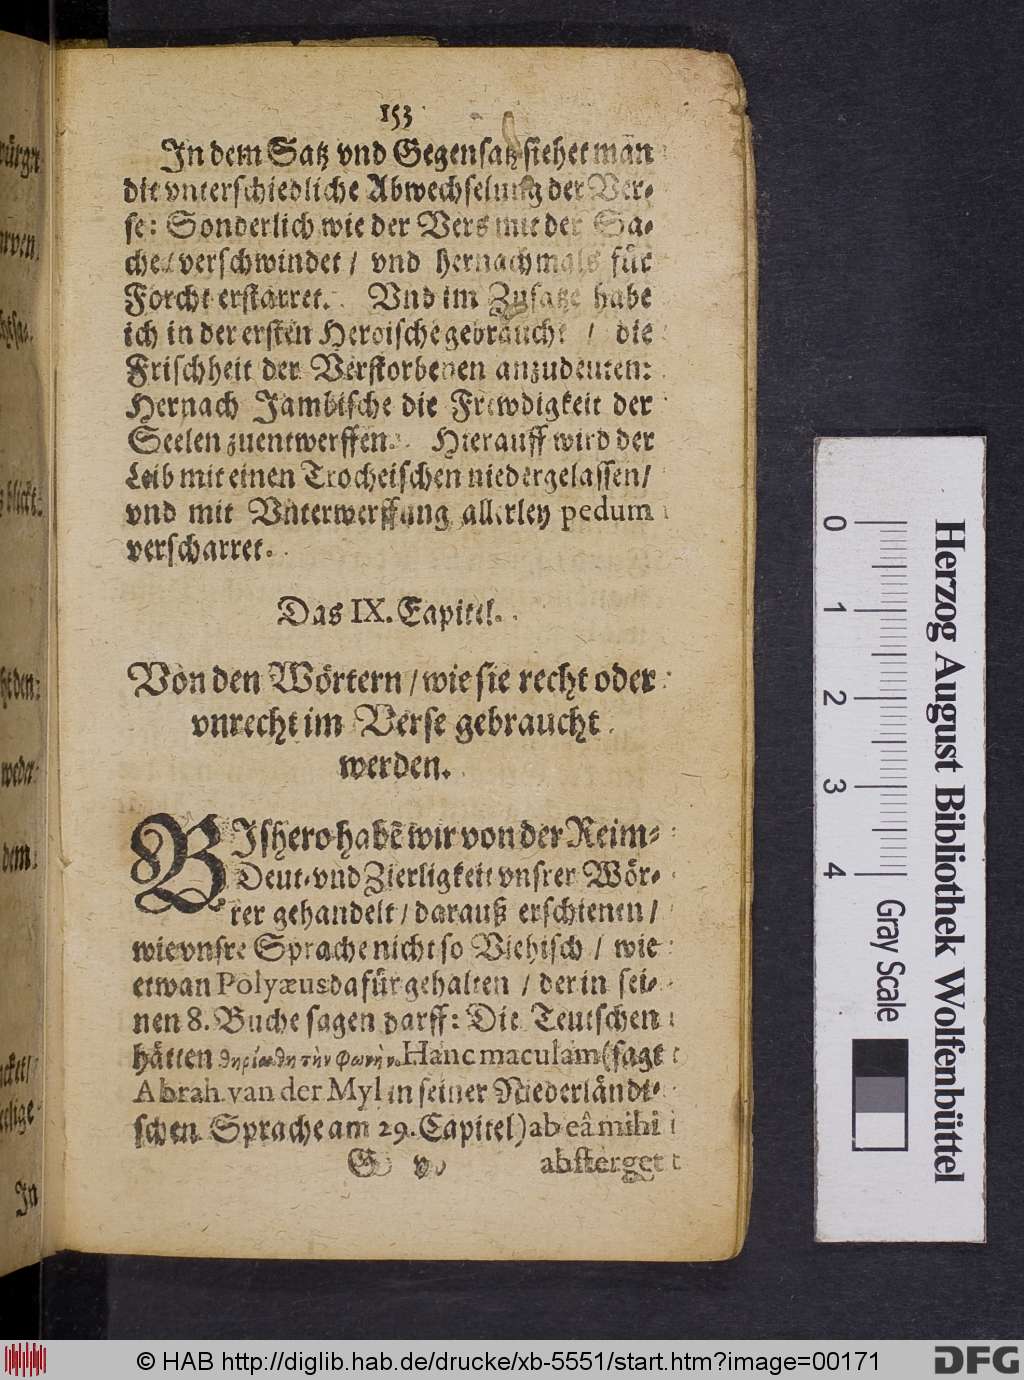 153
In dem Satz vnd Gegensatz siehet man
die vnterschiedliche Abwechselung der Ver-
se: Sonderlich wie der Vers mit der Sa-
che / verschwindet / vnd hernachmals für
Forcht erstarret. Vnd im Zusatze habe
ich in der ersten Heroische gebraucht / die
Frischheit der Verstorbenen anzudeuten:
Hernach Jambische die Frewdigkeit der
Seelen zuentwerffen. Hierauff wird der
Leib mit einen Trocheischen niedergelassen /
vnd mit Vnterwerffung allerley pedum
verscharret.
Das IX. Capitel.
Von den Wörtern / wie sie recht oder
vnrecht im Verse gebraucht
werden.
BIshero habē wir von der Reim-
Deut- vnd Zierligkeit vnsrer Wör-
rer gehandelt / darauß erschienen /
wie vnsre Sprache nicht so Viehisch / wie
etwan Polyæus dafür gehalten / der in sei-
nen 8. Buche sagen darff: Die Teutschen
hätten τὴν φωνὴν. Hanc maculam (sagt
Abrah. van der Myl in seiner Niederländi-
schen Sprache am 29. Capitel) ab eâ mihi
G v absterget
In
0
1
2
3
4
Gray Scale
Herzog August Bibliothek Wolfenbüttel
© HAB http://diglib.hab.de/drucke/xb-5551/start.htm?image=00171
DFG